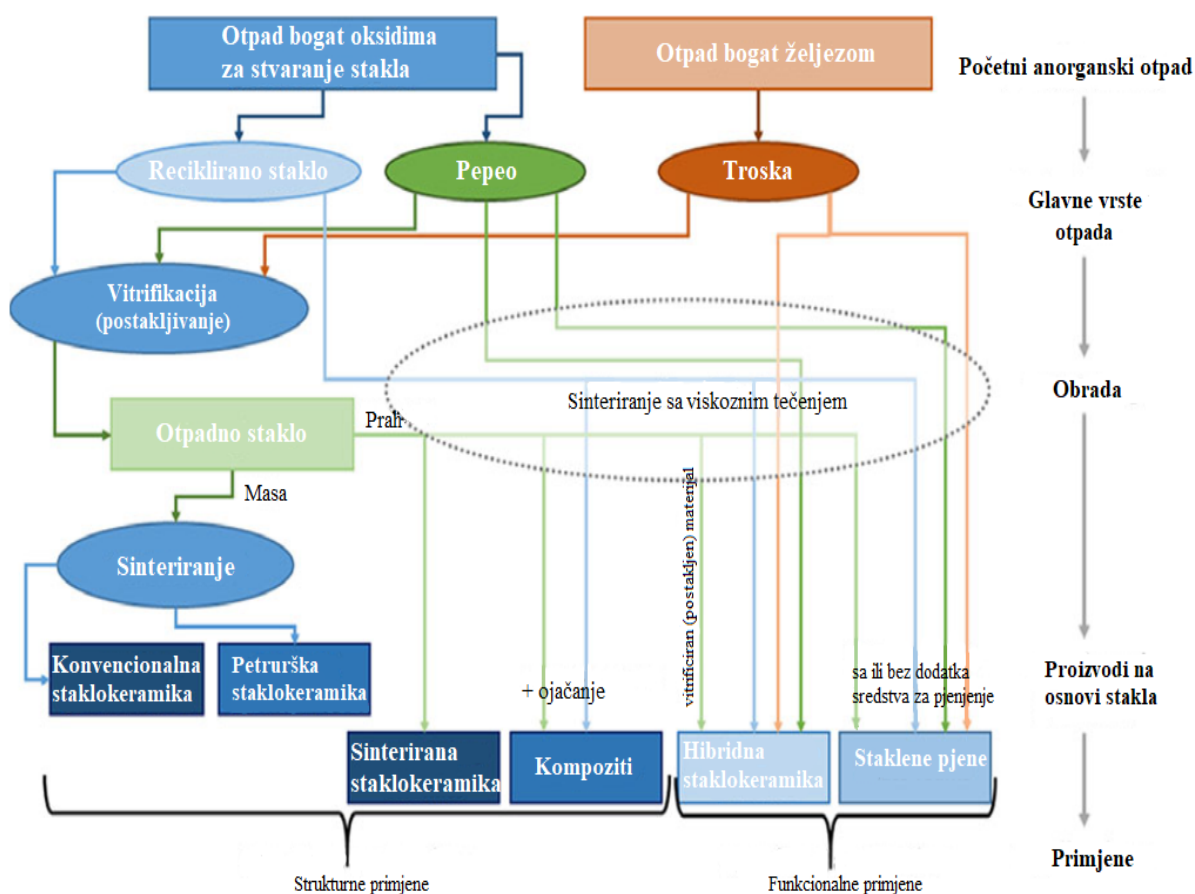 Otpad bogat oksidima
za stvaranje stakla
Otpad bogat željezom
Početni anorganski otpad
Reciklirano staklo
Pepeo
Troska
Glavne vrste
otpada
Vitrifikacija
(postakljivanje)
Obrada
Sinteriranje sa viskoznim tečenjem
Otpadno staklo
Prah
Masa
vitrificiran (postakljen) materijal
Sinteriranje
Konvencionalna
staklokeramika
Petrurška
staklokeramika
+ ojačanje
sa ili bez dodatka
sredstva za pjenjenje
Proizvodi na
osnovi stakla
Sinterirana
staklokeramika
Kompoziti
Hibridna
staklokeramika
Staklene pjene
Primjene
Strukturne primjene
Funkcionalne primjene